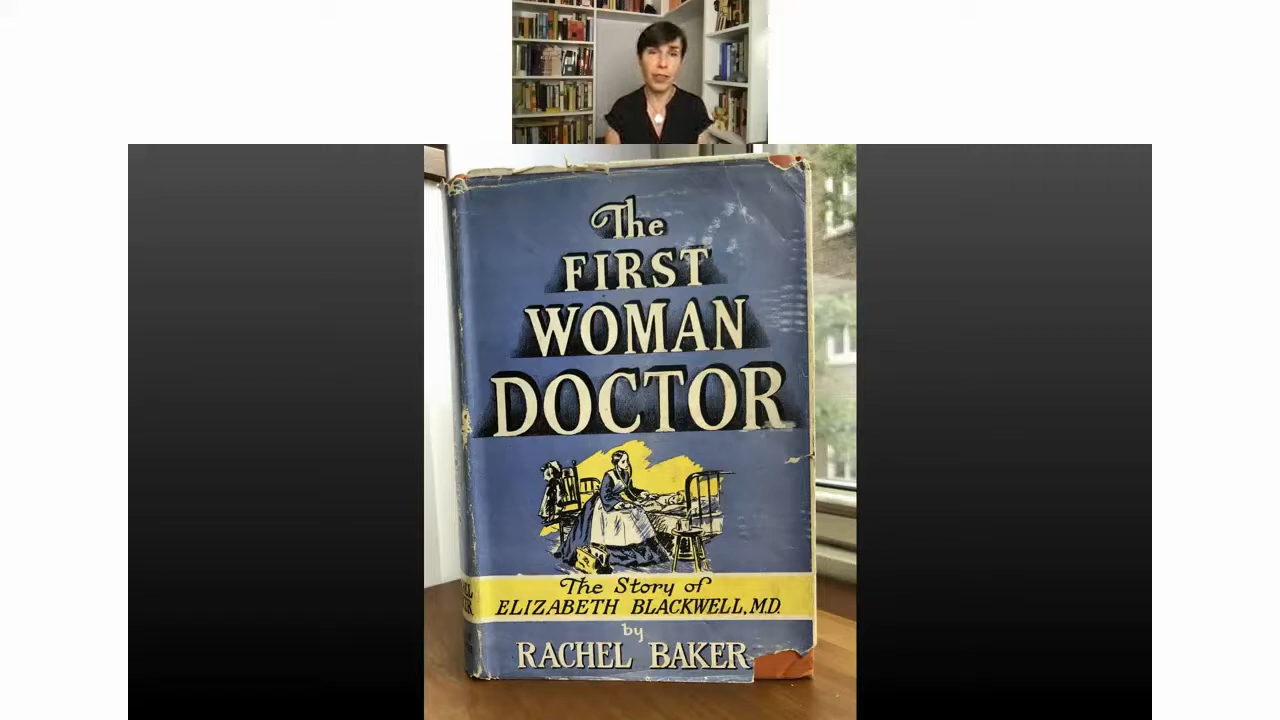 The
FIRST
WOMAN
DOCTOR
The Story of
ELIZABETH BLACKWELL, M.D.
by
RACHEL BAKER